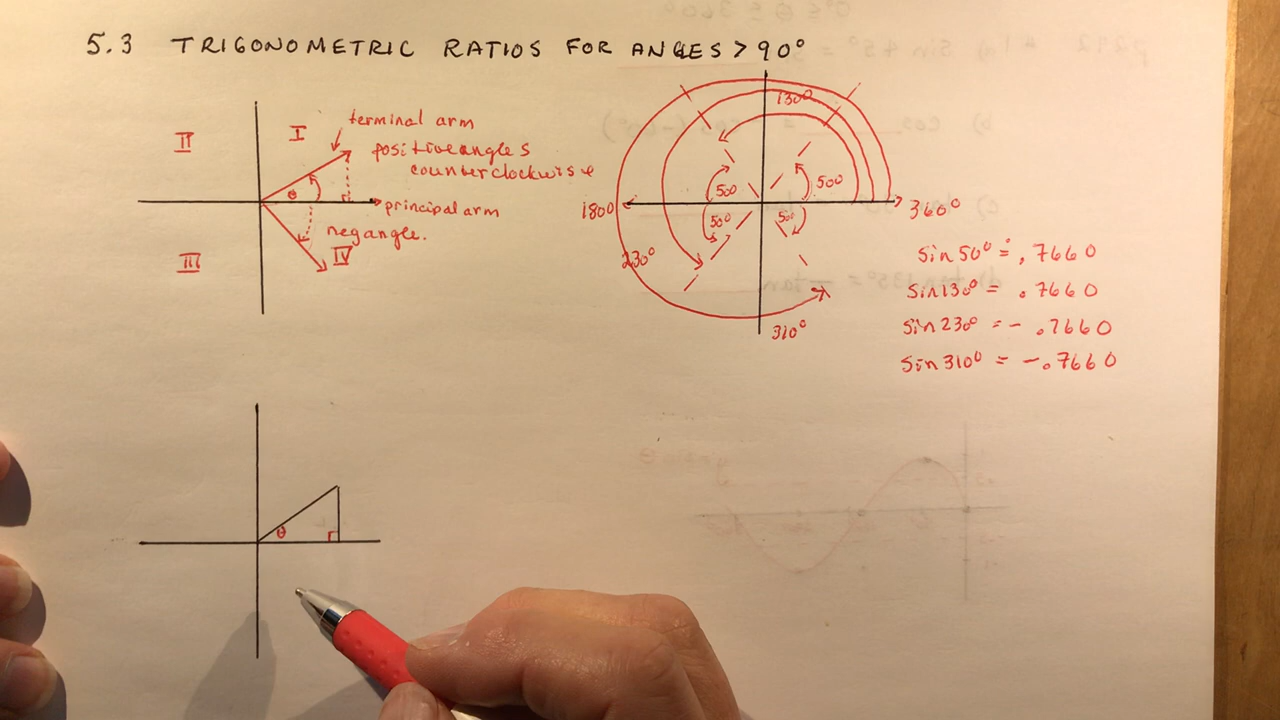 5.3 TRIGONOMETRIC RATIOS FOR ANGLES > 90°
II
I
terminal arm
positive angles
counterclockwise
θ
principal arm
neg angle.
III
IV
130°
50°
50°
180°
360°
50°
50°
230°
310°
sin 50° ≐ .7660
sin 130° = .7660
sin 230° = - .7660
sin 310° = - .7660
θ